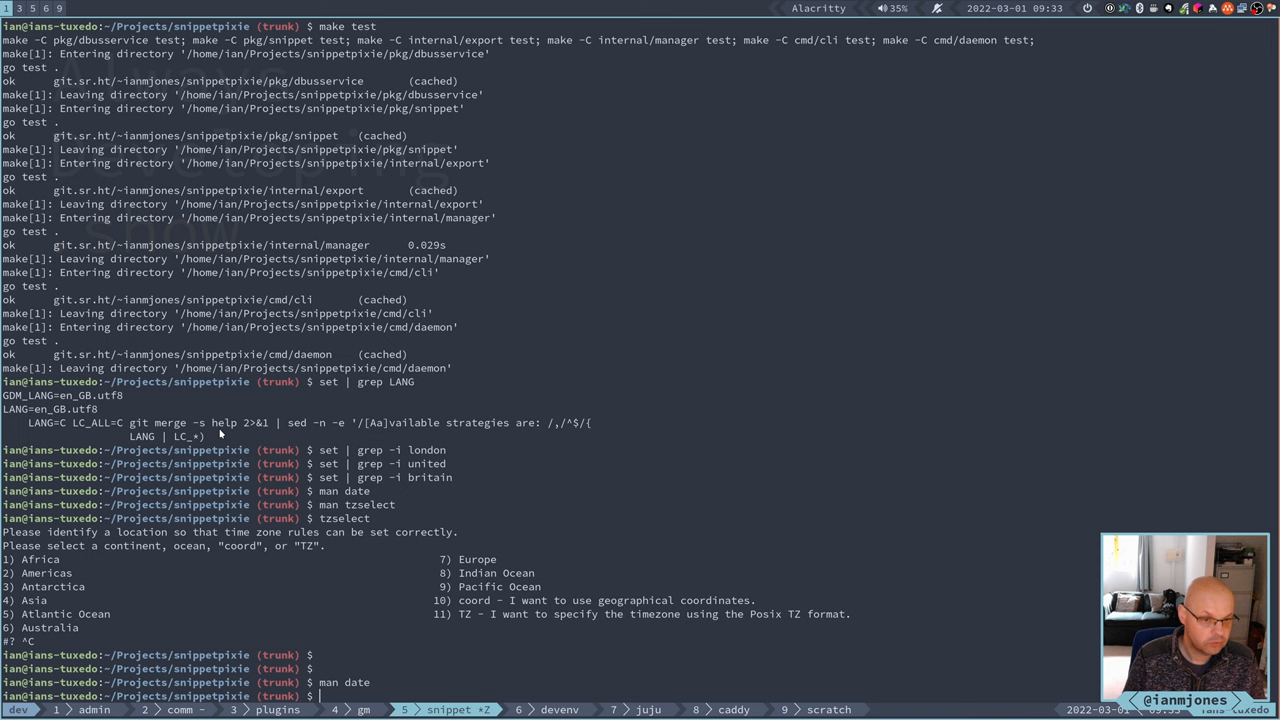 1 3 5 6 9
Alacritty 35% 2022-03-01 09:33
ian@ians-tuxedo:~/Projects/snippetpixie (trunk) $ make test
make -C pkg/dbusservice test; make -C pkg/snippet test; make -C internal/export test; make -C internal/manager test; make -C cmd/cli test; make -C cmd/daemon test;
make[1]: Entering directory '/home/ian/Projects/snippetpixie/pkg/dbusservice'
go test .
ok git.sr.ht/~ianmjones/snippetpixie/pkg/dbusservice (cached)
make[1]: Leaving directory '/home/ian/Projects/snippetpixie/pkg/dbusservice'
make[1]: Entering directory '/home/ian/Projects/snippetpixie/pkg/snippet'
go test .
ok git.sr.ht/~ianmjones/snippetpixie/pkg/snippet (cached)
make[1]: Leaving directory '/home/ian/Projects/snippetpixie/pkg/snippet'
make[1]: Entering directory '/home/ian/Projects/snippetpixie/internal/export'
go test .
ok git.sr.ht/~ianmjones/snippetpixie/internal/export (cached)
make[1]: Leaving directory '/home/ian/Projects/snippetpixie/internal/export'
make[1]: Entering directory '/home/ian/Projects/snippetpixie/internal/manager'
go test .
ok git.sr.ht/~ianmjones/snippetpixie/internal/manager 0.029s
make[1]: Leaving directory '/home/ian/Projects/snippetpixie/internal/manager'
make[1]: Entering directory '/home/ian/Projects/snippetpixie/cmd/cli'
go test .
ok git.sr.ht/~ianmjones/snippetpixie/cmd/cli (cached)
make[1]: Leaving directory '/home/ian/Projects/snippetpixie/cmd/cli'
make[1]: Entering directory '/home/ian/Projects/snippetpixie/cmd/daemon'
go test .
ok git.sr.ht/~ianmjones/snippetpixie/cmd/daemon (cached)
make[1]: Leaving directory '/home/ian/Projects/snippetpixie/cmd/daemon'
ian@ians-tuxedo:~/Projects/snippetpixie (trunk) $ set | grep LANG
GDM_LANG=en_GB.utf8
LANG=en_GB.utf8
LANG=C LC_ALL=C git merge -s help 2>&1 | sed -n -e '/[Aa]vailable strategies are: /,/^$/{
LANG | LC_*)
ian@ians-tuxedo:~/Projects/snippetpixie (trunk) $ set | grep -i london
ian@ians-tuxedo:~/Projects/snippetpixie (trunk) $ set | grep -i united
ian@ians-tuxedo:~/Projects/snippetpixie (trunk) $ set | grep -i britain
ian@ians-tuxedo:~/Projects/snippetpixie (trunk) $ man date
ian@ians-tuxedo:~/Projects/snippetpixie (trunk) $ man tzselect
ian@ians-tuxedo:~/Projects/snippetpixie (trunk) $ tzselect
Please identify a location so that time zone rules can be set correctly.
Please select a continent, ocean, "coord", or "TZ".
1) Africa 7) Europe
2) Americas 8) Indian Ocean
3) Antarctica 9) Pacific Ocean
4) Asia 10) coord - I want to use geographical coordinates.
5) Atlantic Ocean 11) TZ - I want to specify the timezone using the Posix TZ format.
6) Australia
#? ^C
ian@ians-tuxedo:~/Projects/snippetpixie (trunk) $
ian@ians-tuxedo:~/Projects/snippetpixie (trunk) $
ian@ians-tuxedo:~/Projects/snippetpixie (trunk) $ man date
ian@ians-tuxedo:~/Projects/snippetpixie (trunk) $
dev 1 admin 2 comm - 3 plugins 4 gm 5 snippet *Z 6 devenv 7 juju 8 caddy 9 scratch 2022-03-01
@ianmjones